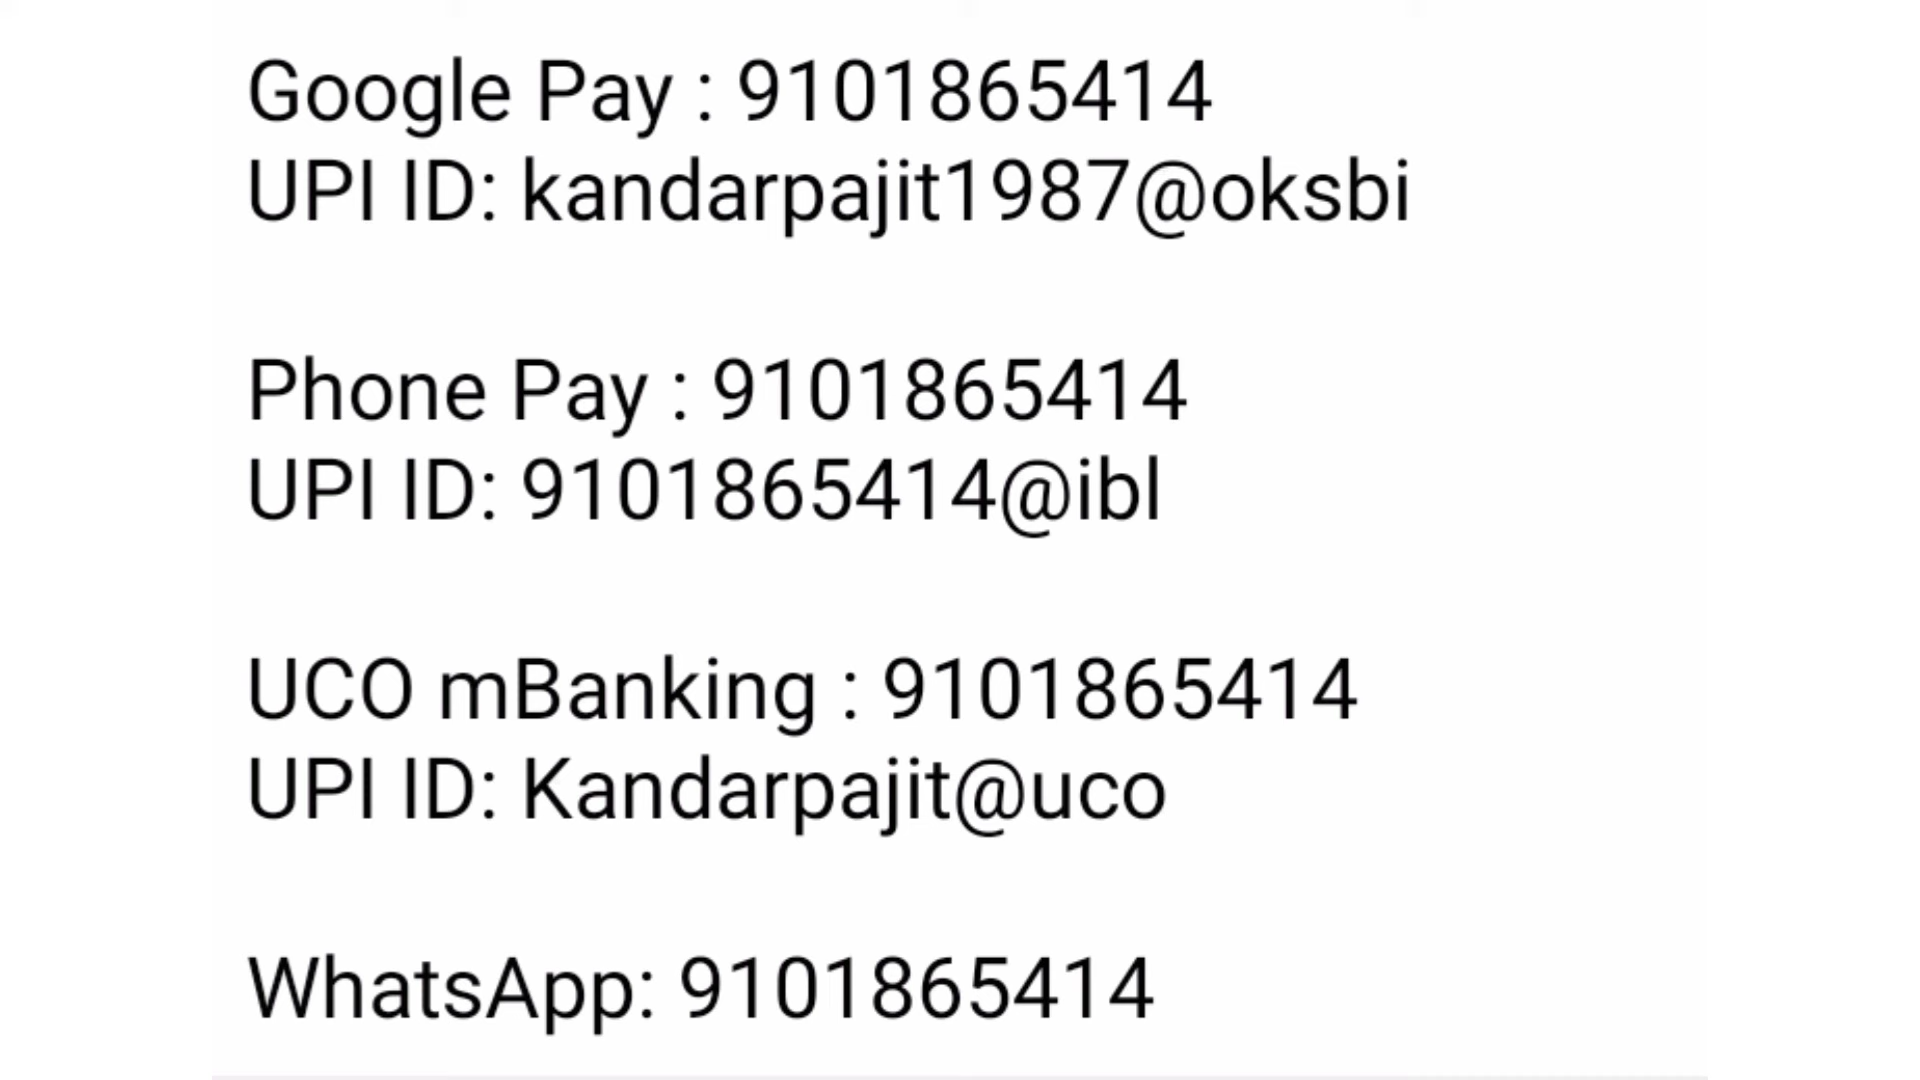 Google Pay : 9101865414
UPI ID: kandarpajit1987@oksbi
Phone Pay : 9101865414
UPI ID: 9101865414@ibl
UCO mBanking : 9101865414
UPI ID: Kandarpajit@uco
WhatsApp: 9101865414